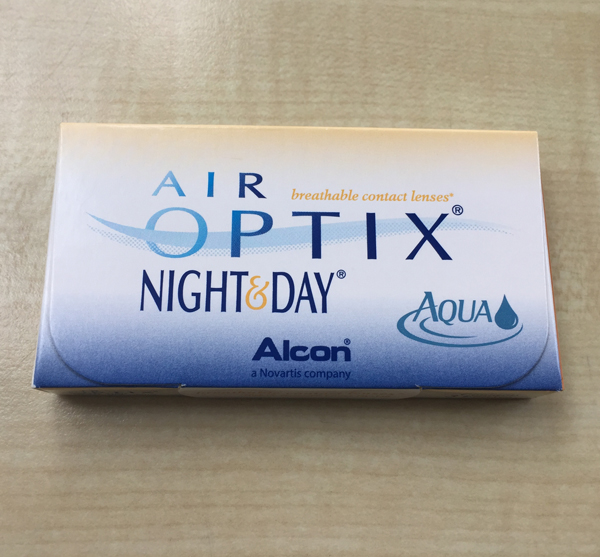 AIR
breathable contact lenses*
OPTIX®
NIGHT&DAY®
AQUA
Alcon®
a Novartis company